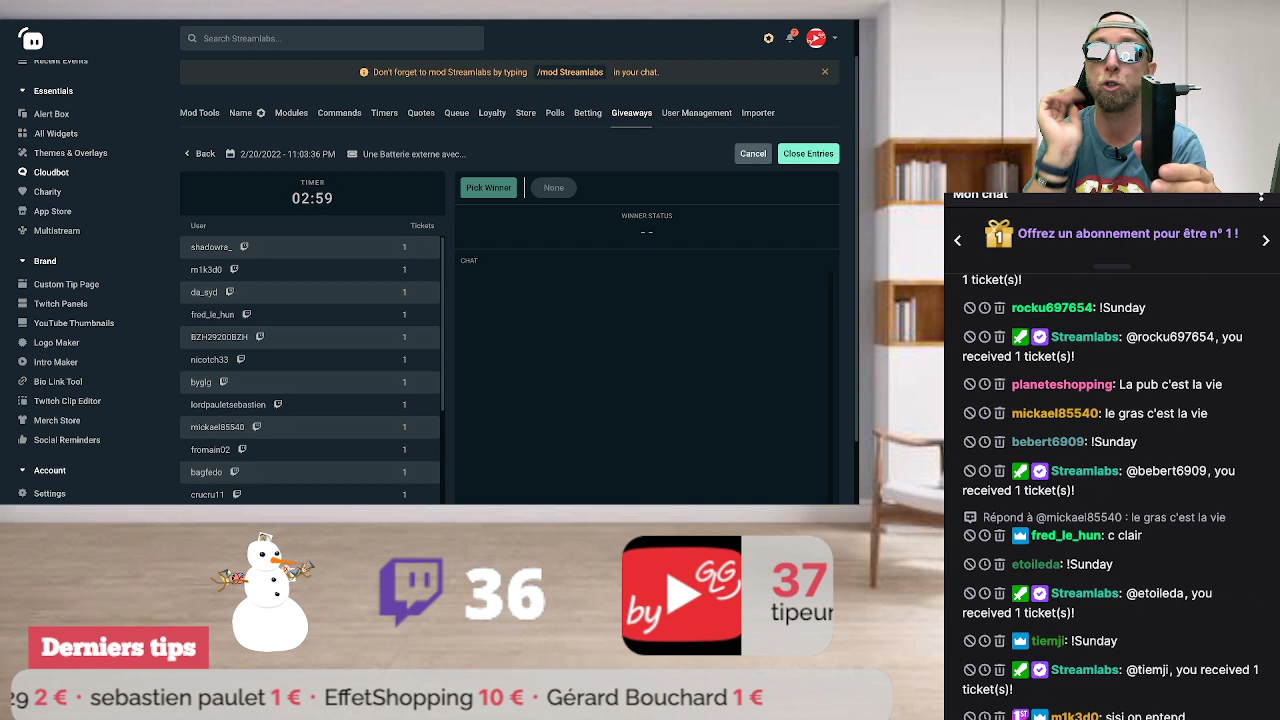 Search Streamlabs...
7
Don't forget to mod Streamlabs by typing /mod Streamlabs in your chat.
Recent Events
Essentials
Alert Box
All Widgets
Themes & Overlays
Cloudbot
Charity
App Store
Multistream
Brand
Custom Tip Page
Twitch Panels
YouTube Thumbnails
Logo Maker
Intro Maker
Bio Link Tool
Twitch Clip Editor
Merch Store
Social Reminders
Account
Settings
Mod Tools Name Modules Commands Timers Quotes Queue Loyalty Store Polls Betting Giveaways User Management Importer
Back 2/20/2022 - 11:03:36 PM Une Batterie externe avec... Cancel Close Entries
TIMER
02:59
User Tickets
shadowra_ 1
m1k3d0 1
da_syd 1
fred_le_hun 1
BZH29200BZH 1
nicotch33 1
byglg 1
lordpauletsebastien 1
mickael85540 1
fromain02 1
bagfedo 1
crucru11 1
Pick Winner None
WINNER STATUS
- -
CHAT
Mon chat
1 Offrez un abonnement pour être n° 1 !
1 ticket(s)!
rocku697654: !Sunday
Streamlabs: @rocku697654, you
received 1 ticket(s)!
planeteshopping: La pub c'est la vie
mickael85540: le gras c'est la vie
bebert6909: !Sunday
Streamlabs: @bebert6909, you
received 1 ticket(s)!
Répond à @mickael85540 : le gras c'est la vie
fred_le_hun: c clair
etoileda: !Sunday
Streamlabs: @etoileda, you
received 1 ticket(s)!
tiemji: !Sunday
Streamlabs: @tiemji, you received 1
ticket(s)!
1ST m1k3d0: sisi on entend
36
by GLG
37
tipeur
Derniers tips
29 2 € · sebastien paulet 1 € · EffetShopping 10 € · Gérard Bouchard 1 €